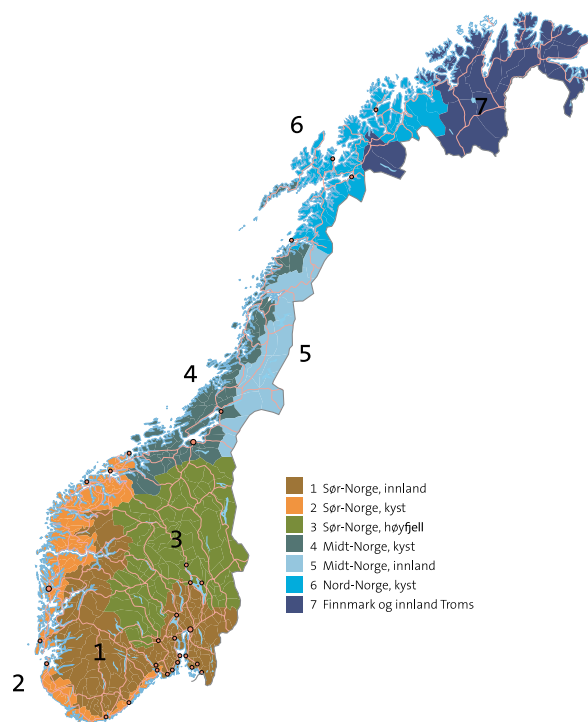 7
6
5
4
3
1
2
1 Sør-Norge, innland
2 Sør-Norge, kyst
3 Sør-Norge, høyfjell
4 Midt-Norge, kyst
5 Midt-Norge, innland
6 Nord-Norge, kyst
7 Finnmark og innland Troms